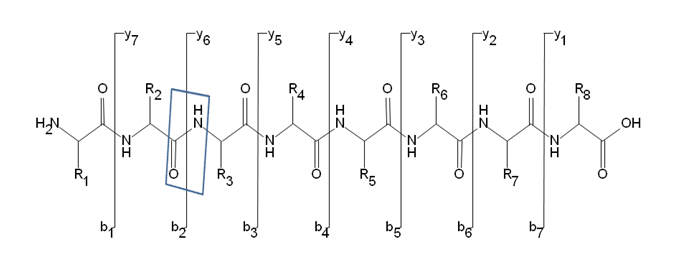 y7 y6 y5 y4 y3 y2 y1
O R2 H N O R4 H N O R6 H N O R8
H2N N H O R3 N H O R5 N H O R7 N H O OH
R1
b1 b2 b3 b4 b5 b6 b7